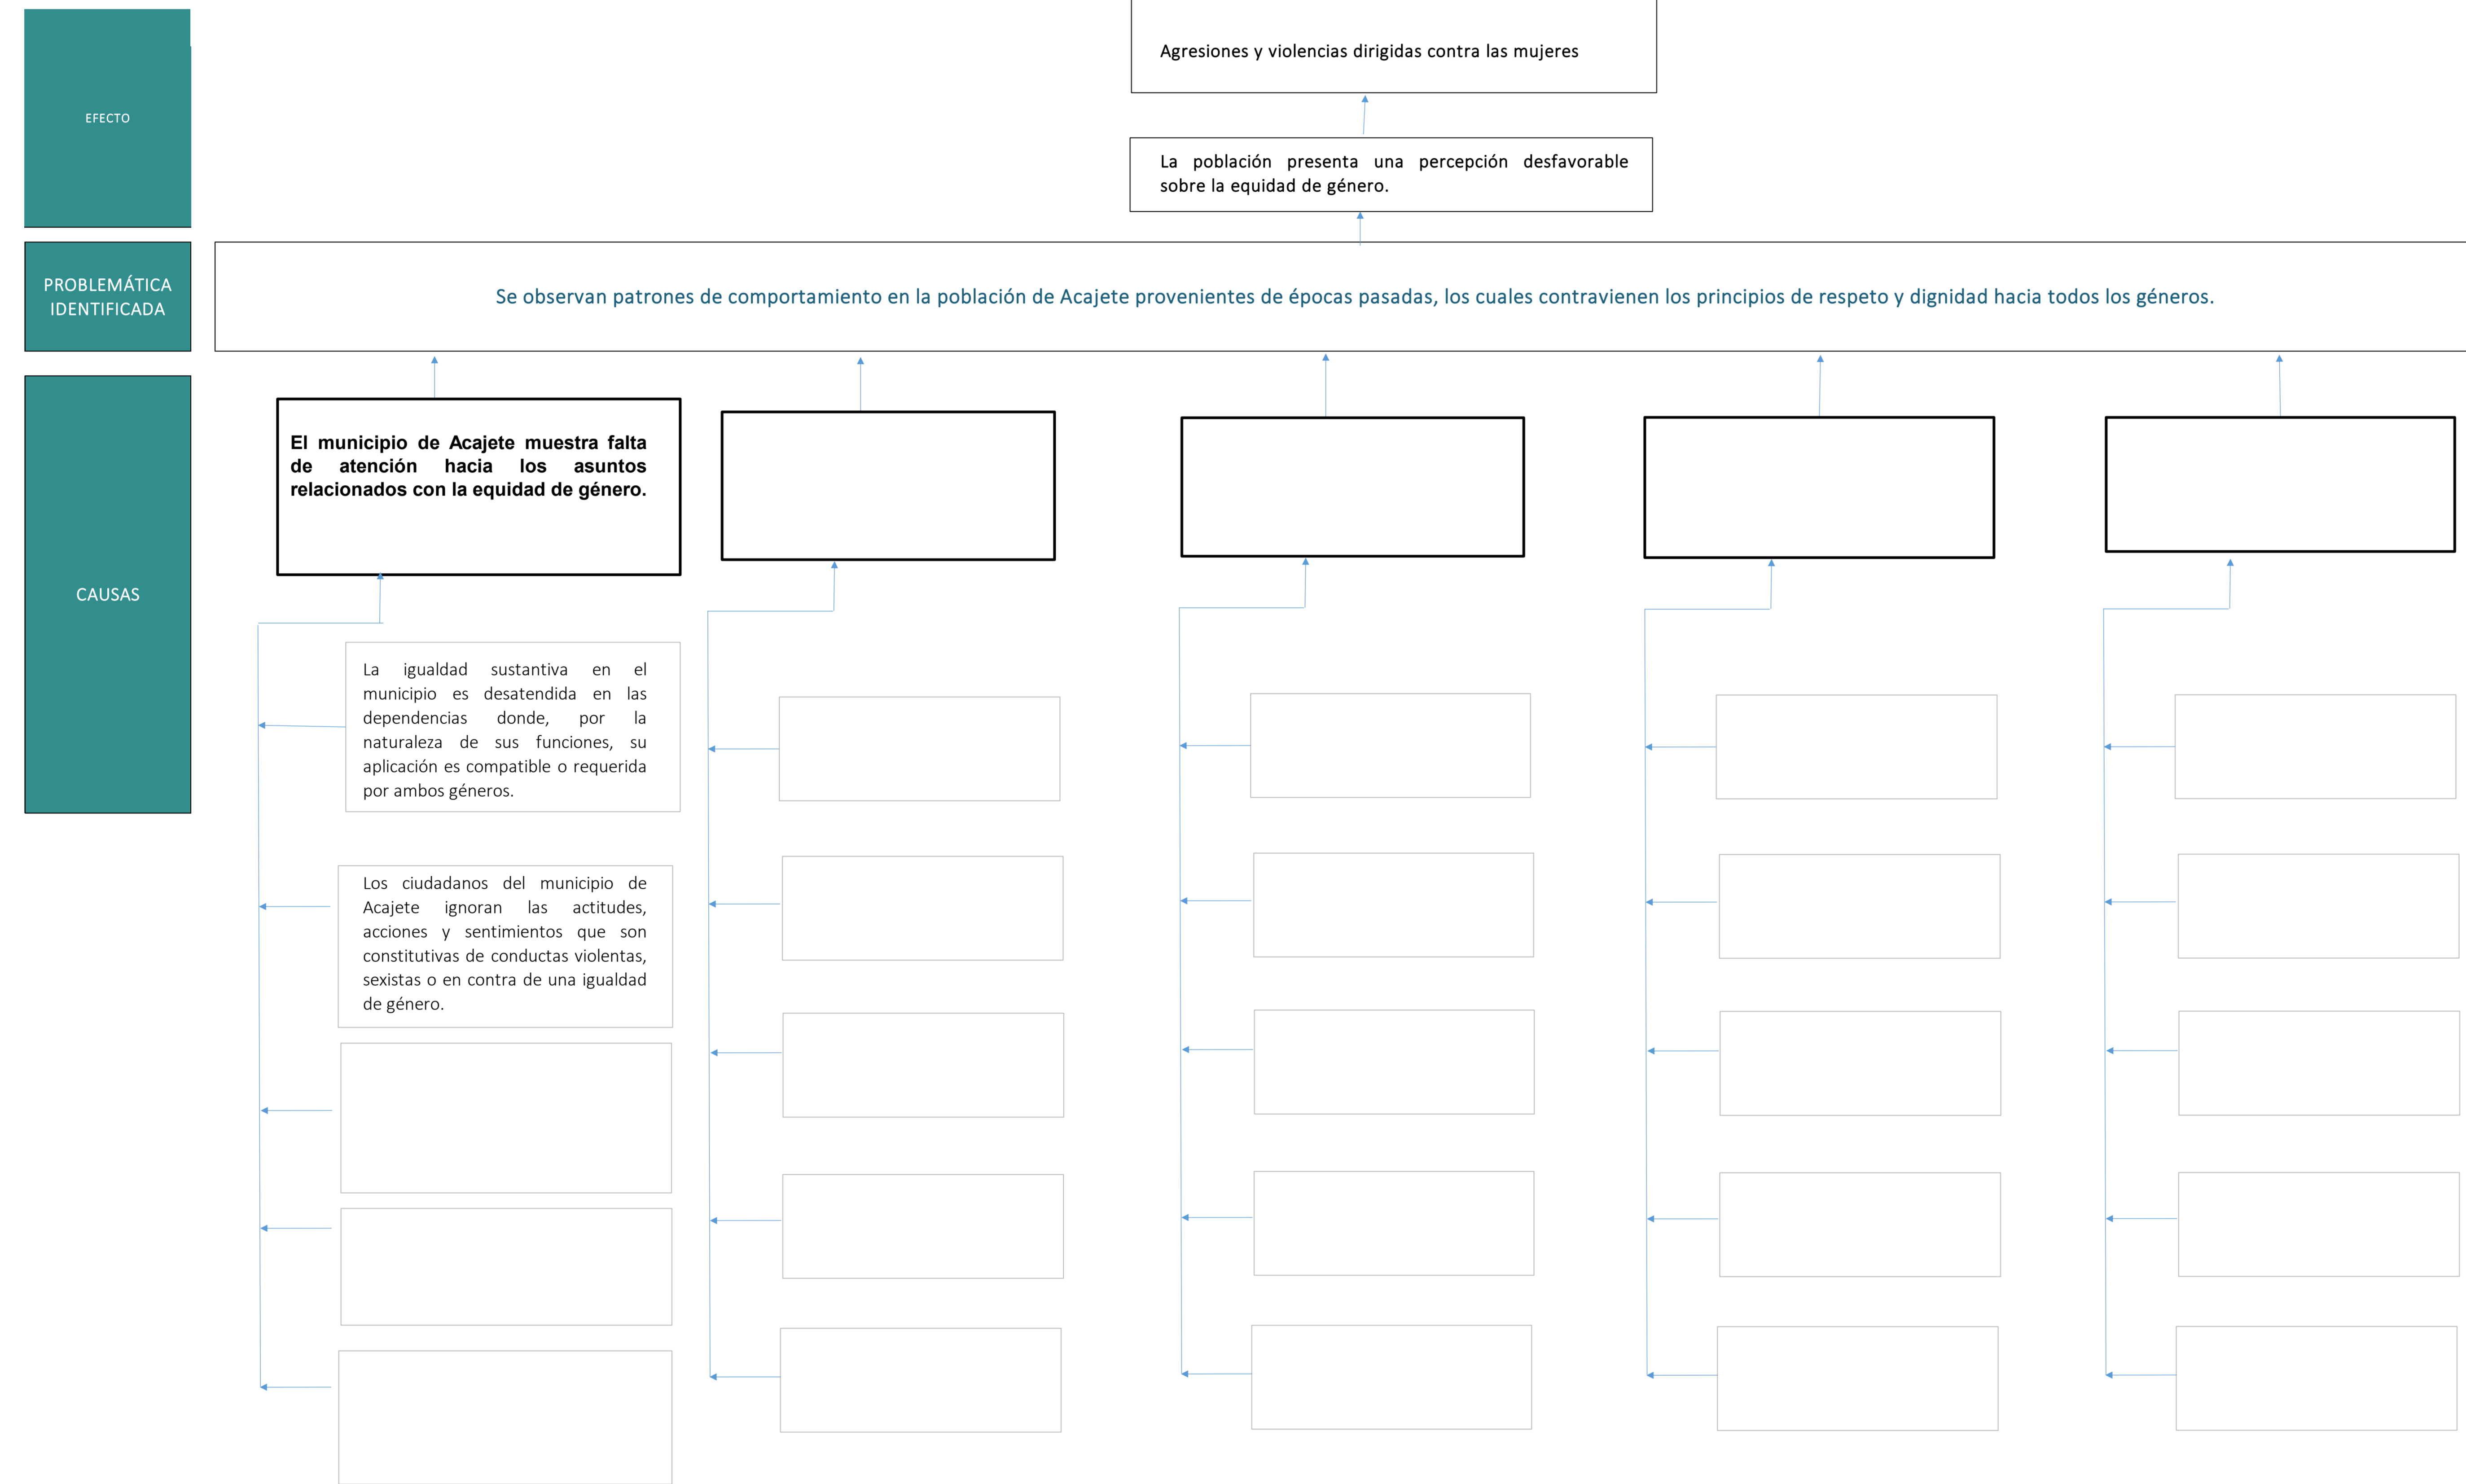 Agresiones y violencias dirigidas contra las mujeres
EFECTO
La población presenta una percepción desfavorable
sobre la equidad de género.
PROBLEMÁTICA
IDENTIFICADA
Se observan patrones de comportamiento en la población de Acajete provenientes de épocas pasadas, los cuales contravienen los principios de respeto y dignidad hacia todos los géneros.
CAUSAS
El municipio de Acajete muestra falta
de atención hacia los asuntos
relacionados con la equidad de género.
La igualdad sustantiva en el
municipio es desatendida en las
dependencias donde, por la
naturaleza de sus funciones, su
aplicación es compatible o requerida
por ambos géneros.
Los ciudadanos del municipio de
Acajete ignoran las actitudes,
acciones y sentimientos que son
constitutivas de conductas violentas,
sexistas o en contra de una igualdad
de género.